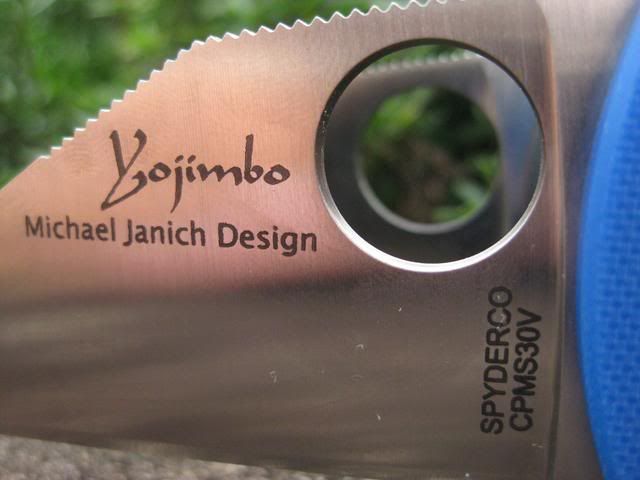 Yojimbo
Michael Janich Design
SPYDERCO
CPMS30V